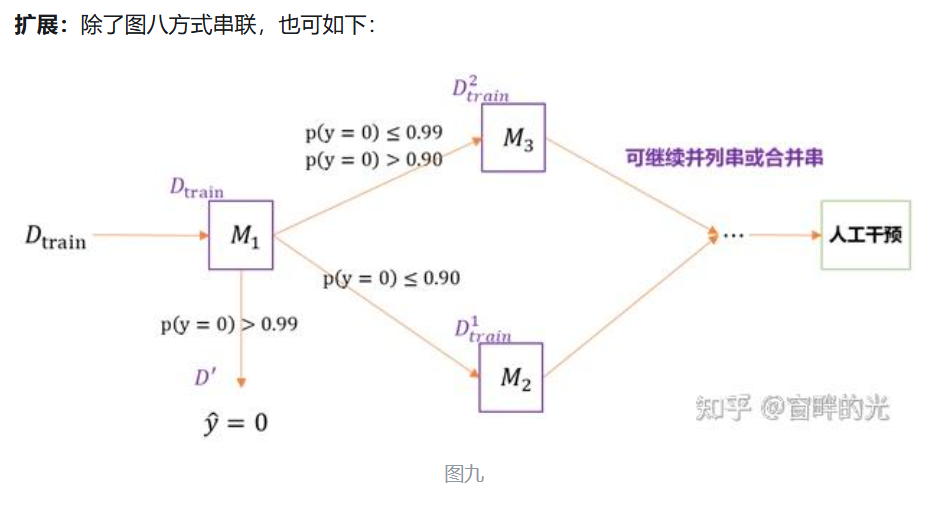 扩展：除了图八方式串联，也可如下：
D²train
p(y = 0) ≤ 0.99
p(y = 0) > 0.90
M₃
可继续并列串或合并串
Dtrain
Dtrain
M₁
…
人工干预
p(y = 0) ≤ 0.90
p(y = 0) > 0.99
D¹train
D′
M₂
ŷ = 0
知乎 @窗畔的光
图九